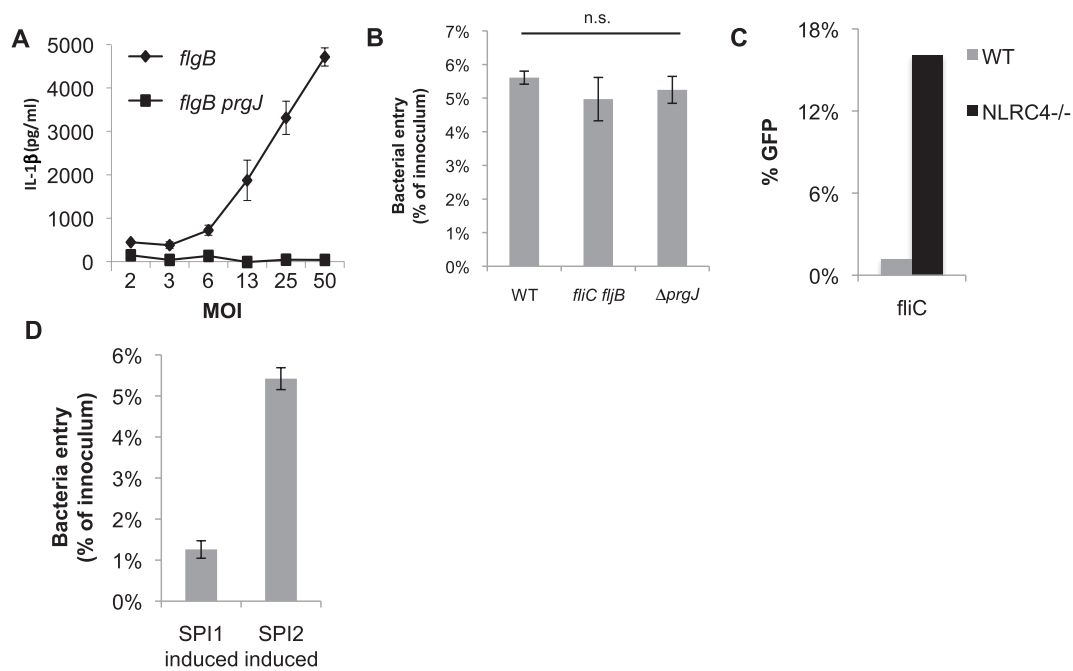 A
5000
4000
3000
2000
1000
0
IL-1β(pg/ml)
flgB
flgB prgJ
2 3 6 13 25 50
MOI
B
n.s.
7%
6%
5%
4%
3%
2%
1%
0%
Bacterial entry
(% of innoculum)
WT fliC fljB ΔprgJ
C
18%
12%
6%
0%
% GFP
WT
NLRC4-/-
fliC
D
6%
5%
4%
3%
2%
1%
0%
Bacteria entry
(% of innoculum)
SPI1 SPI2
induced induced